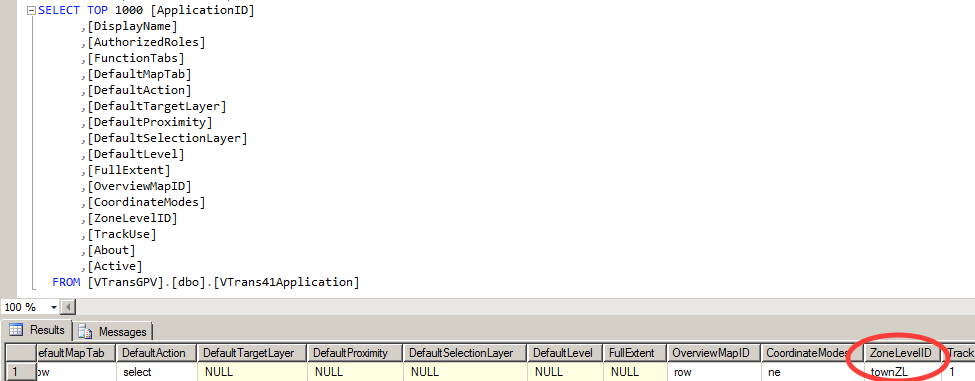 SELECT TOP 1000 [ApplicationID]
,[DisplayName]
,[AuthorizedRoles]
,[FunctionTabs]
,[DefaultMapTab]
,[DefaultAction]
,[DefaultTargetLayer]
,[DefaultProximity]
,[DefaultSelectionLayer]
,[DefaultLevel]
,[FullExtent]
,[OverviewMapID]
,[CoordinateModes]
,[ZoneLevelID]
,[TrackUse]
,[About]
,[Active]
FROM [VTransGPV].[dbo].[VTrans41Application]
100 %
Results Messages
efaultMapTab DefaultAction DefaultTargetLayer DefaultProximity DefaultSelectionLayer DefaultLevel FullExtent OverviewMapID CoordinateModes ZoneLevelID Track
1 ow select NULL NULL NULL NULL NULL row ne townZL 1